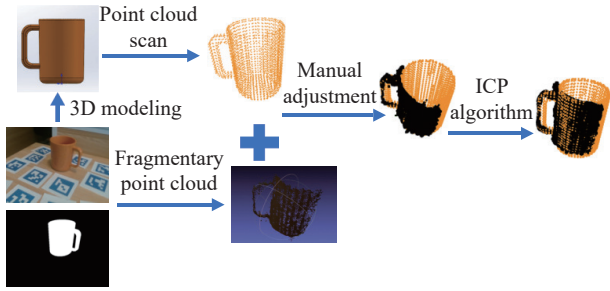 Point cloud
scan
3D modeling
Manual
adjustment
ICP
algorithm
Fragmentary
point cloud